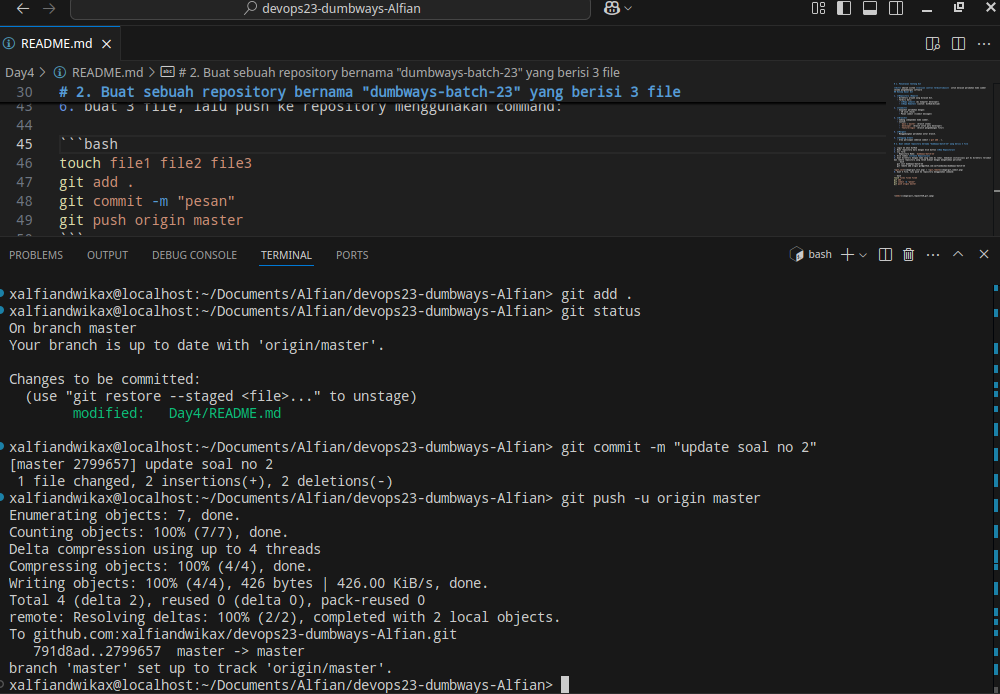 devops23-dumbways-Alfian
README.md
Day4 > README.md > # 2. Buat sebuah repository bernama "dumbways-batch-23" yang berisi 3 file
30 # 2. Buat sebuah repository bernama "dumbways-batch-23" yang berisi 3 file
43 6. buat 3 file, lalu push ke repository menggunakan command:
44
45 ```bash
46 touch file1 file2 file3
47 git add .
48 git commit -m "pesan"
49 git push origin master
50 ```
PROBLEMS OUTPUT DEBUG CONSOLE TERMINAL PORTS bash
xalfiandwikax@localhost:~/Documents/Alfian/devops23-dumbways-Alfian> git add .
xalfiandwikax@localhost:~/Documents/Alfian/devops23-dumbways-Alfian> git status
On branch master
Your branch is up to date with 'origin/master'.
Changes to be committed:
(use "git restore --staged <file>..." to unstage)
modified: Day4/README.md
xalfiandwikax@localhost:~/Documents/Alfian/devops23-dumbways-Alfian> git commit -m "update soal no 2"
[master 2799657] update soal no 2
1 file changed, 2 insertions(+), 2 deletions(-)
xalfiandwikax@localhost:~/Documents/Alfian/devops23-dumbways-Alfian> git push -u origin master
Enumerating objects: 7, done.
Counting objects: 100% (7/7), done.
Delta compression using up to 4 threads
Compressing objects: 100% (4/4), done.
Writing objects: 100% (4/4), 426 bytes | 426.00 KiB/s, done.
Total 4 (delta 2), reused 0 (delta 0), pack-reused 0
remote: Resolving deltas: 100% (2/2), completed with 2 local objects.
To github.com:xalfiandwikax/devops23-dumbways-Alfian.git
791d8ad..2799657 master -> master
branch 'master' set up to track 'origin/master'.
xalfiandwikax@localhost:~/Documents/Alfian/devops23-dumbways-Alfian>